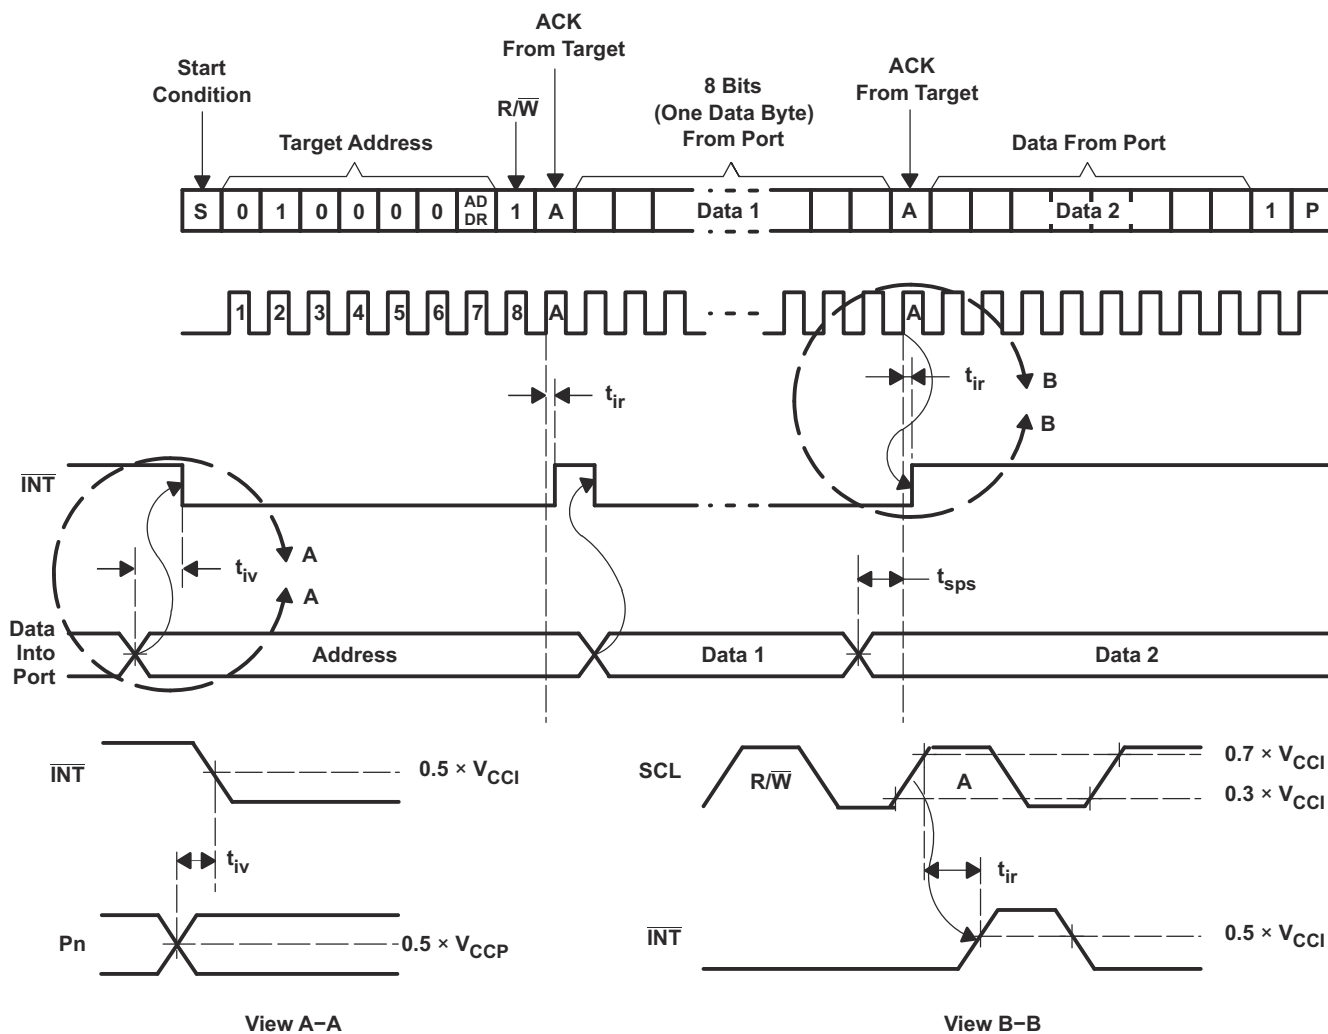 ACK
From Target
Start
Condition
R/W
8 Bits
(One Data Byte)
From Port
ACK
From Target
Target Address
Data From Port
S 0 1 0 0 0 0 AD DR 1 A Data 1 A Data 2 1 P
1 2 3 4 5 6 7 8 A A
tir
tir
B
B
INT
tiv
A
A
tsps
Data
Into
Port
Address
Data 1
Data 2
INT
0.5 × VCCI
tiv
Pn
0.5 × VCCP
View A−A
SCL
R/W
A
0.7 × VCCI
0.3 × VCCI
tir
INT
0.5 × VCCI
View B−B